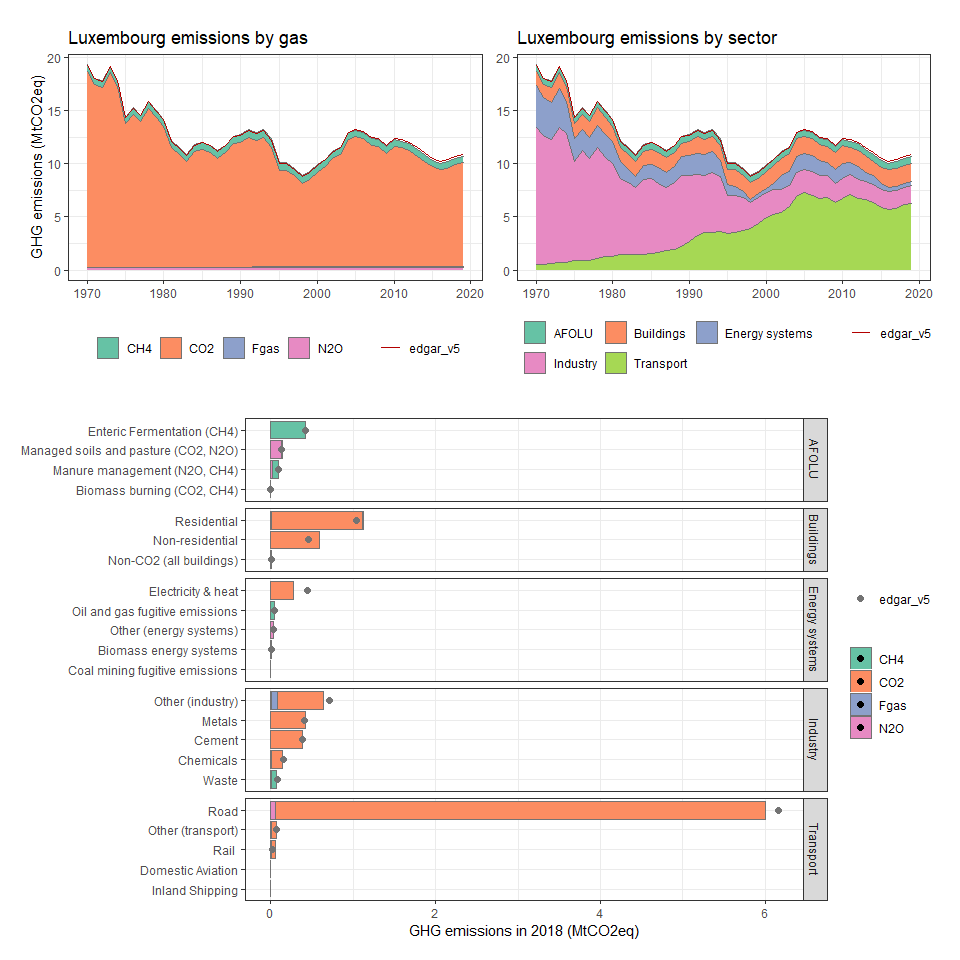 Luxembourg emissions by gas
Luxembourg emissions by sector
GHG emissions (MtCO2eq)
20
15
10
5
0
1970
1980
1990
2000
2010
2020
20
15
10
5
0
1970
1980
1990
2000
2010
2020
CH4
CO2
Fgas
N2O
edgar_v5
AFOLU
Buildings
Energy systems
edgar_v5
Industry
Transport
Enteric Fermentation (CH4)
Managed soils and pasture (CO2, N2O)
Manure management (N2O, CH4)
Biomass burning (CO2, CH4)
AFOLU
Residential
Non-residential
Non-CO2 (all buildings)
Buildings
Electricity & heat
Oil and gas fugitive emissions
Other (energy systems)
Biomass energy systems
Coal mining fugitive emissions
Energy systems
Other (industry)
Metals
Cement
Chemicals
Waste
Industry
Road
Other (transport)
Rail
Domestic Aviation
Inland Shipping
Transport
0
2
4
6
GHG emissions in 2018 (MtCO2eq)
edgar_v5
CH4
CO2
Fgas
N2O